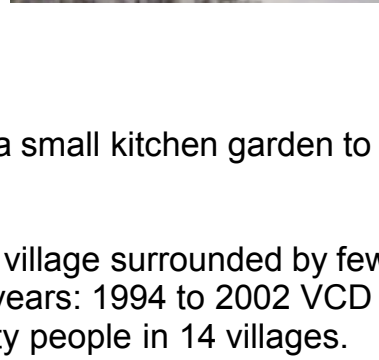 a small kitchen garden to
village surrounded by few
years: 1994 to 2002 VCD
ty people in 14 villages.